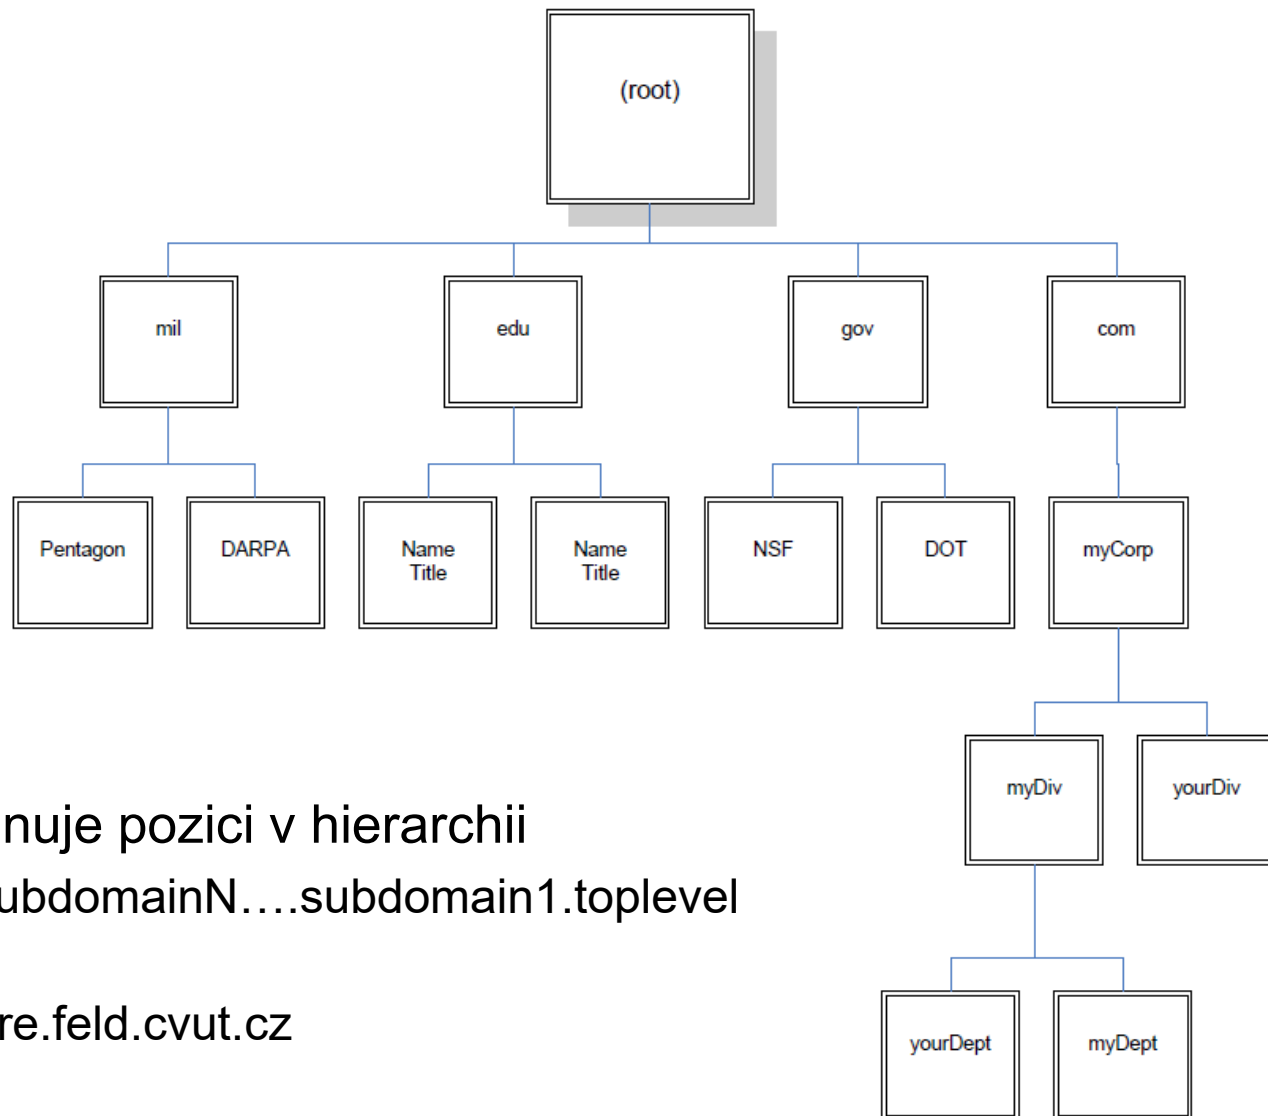 (root)
mil
edu
gov
com
Pentagon
DARPA
Name
Title
Name
Title
NSF
DOT
myCorp
myDiv
yourDiv
nuje pozici v hierarchii
ubdomainN….subdomain1.toplevel
re.feld.cvut.cz
yourDept
myDept